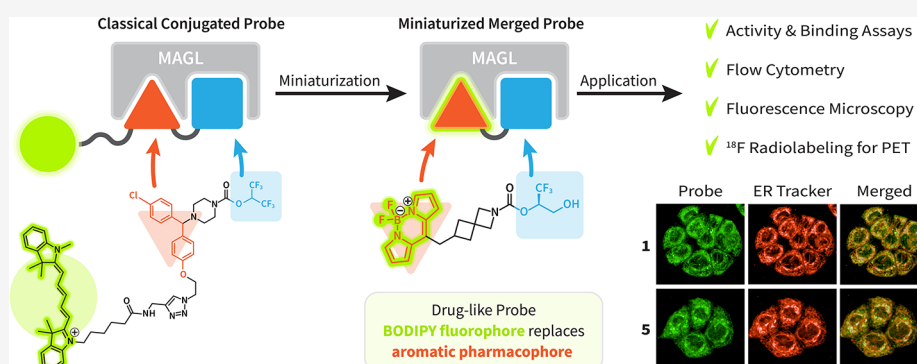 Classical Conjugated Probe
MAGL
Cl
N
N
O
O
CF3
CF3
O
N
N=N
O
NH
N
N
⊕
Miniaturization
Miniaturized Merged Probe
MAGL
F
F
B
⊖
⊕
N
N
N
O
O
CF3
OH
Drug-like Probe
BODIPY fluorophore replaces
aromatic pharmacophore
Application
✓ Activity & Binding Assays
✓ Flow Cytometry
✓ Fluorescence Microscopy
✓ ¹⁸F Radiolabeling for PET
Probe ER Tracker Merged
1
5